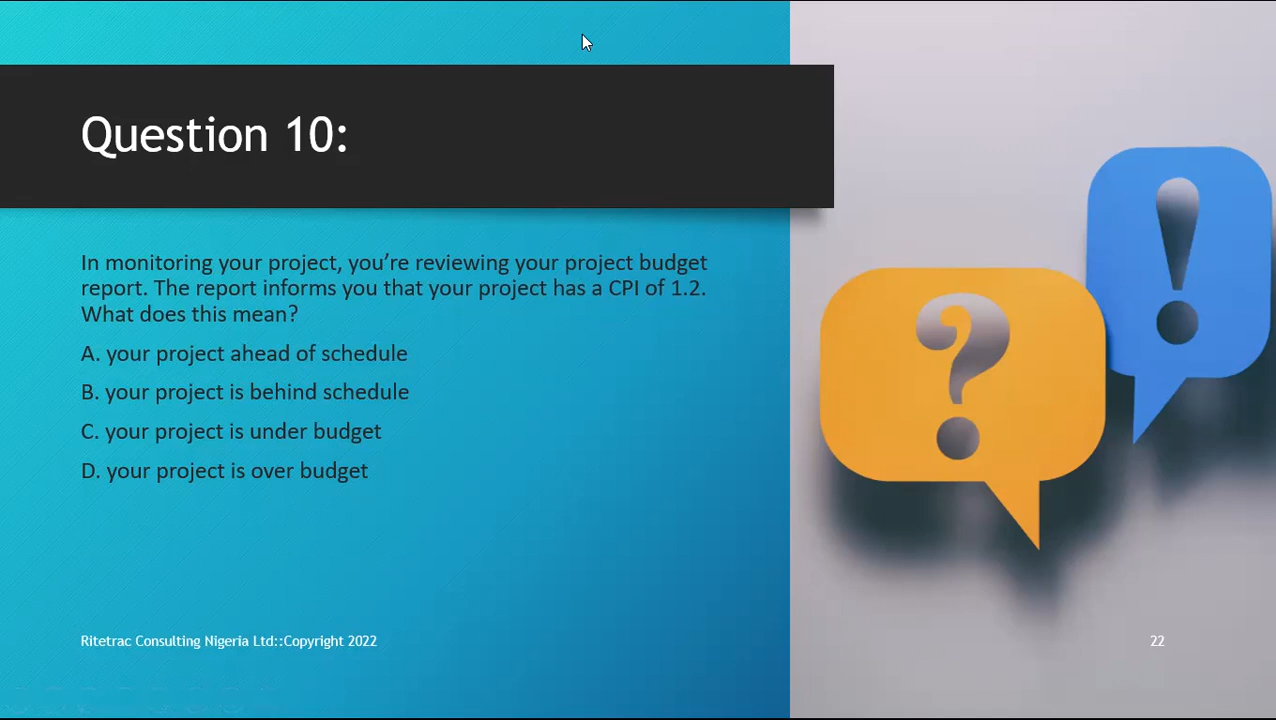 Question 10:
In monitoring your project, you’re reviewing your project budget
report. The report informs you that your project has a CPI of 1.2.
What does this mean?
A. your project ahead of schedule
B. your project is behind schedule
C. your project is under budget
D. your project is over budget
Ritetrac Consulting Nigeria Ltd::Copyright 2022
22